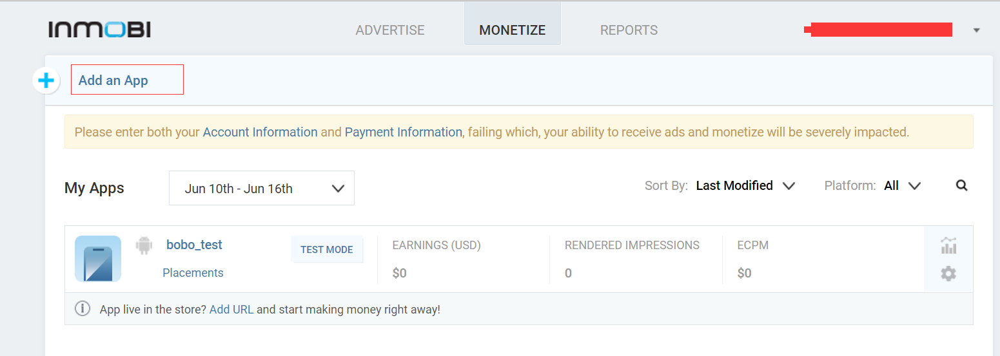 INMOBI
ADVERTISE MONETIZE REPORTS
Add an App
Please enter both your Account Information and Payment Information, failing which, your ability to receive ads and monetize will be severely impacted.
My Apps Jun 10th - Jun 16th Sort By: Last Modified Platform: All
bobo_test TEST MODE EARNINGS (USD) RENDERED IMPRESSIONS ECPM
Placements $0 0 $0
App live in the store? Add URL and start making money right away!